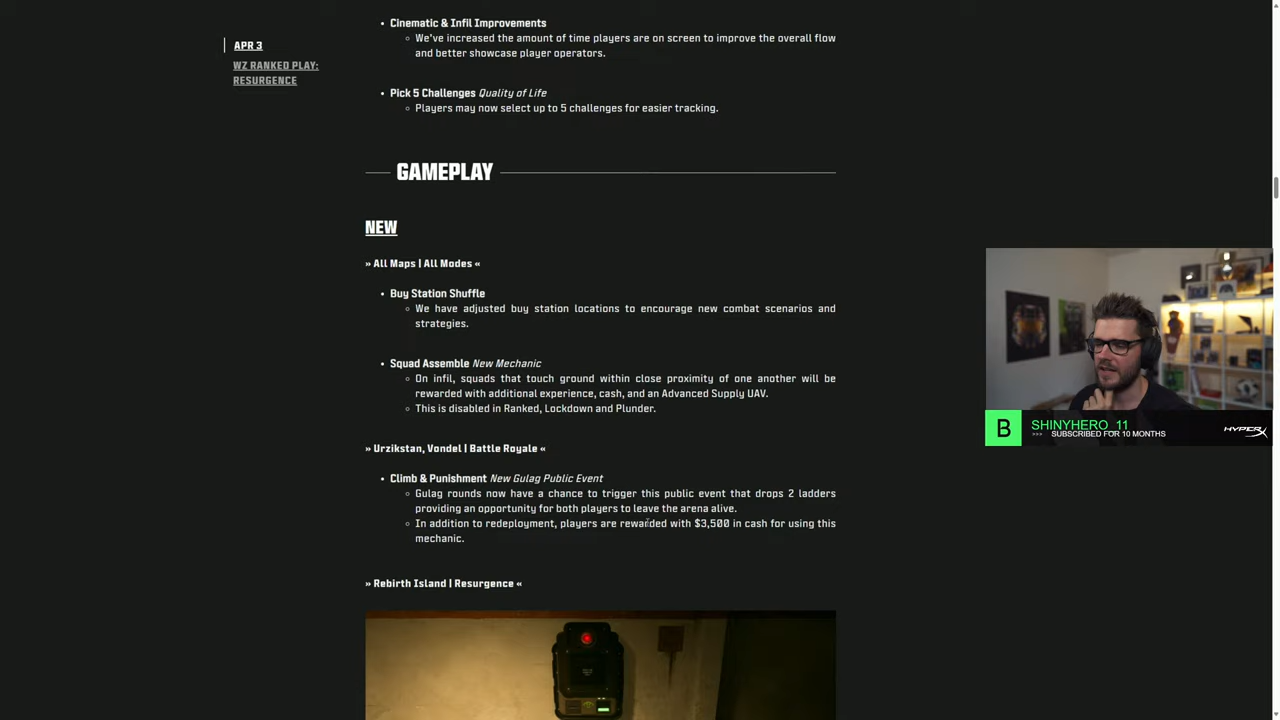 Cinematic & Infil Improvements
We've increased the amount of time players are on screen to improve the overall flow
and better showcase player operators.
APR 3
WZ RANKED PLAY:
RESURGENCE
Pick 5 Challenges Quality of Life
Players may now select up to 5 challenges for easier tracking.
GAMEPLAY
NEW
» All Maps | All Modes «
Buy Station Shuffle
We have adjusted buy station locations to encourage new combat scenarios and
strategies.
Squad Assemble New Mechanic
On infil, squads that touch ground within close proximity of one another will be
rewarded with additional experience, cash, and an Advanced Supply UAV.
This is disabled in Ranked, Lockdown and Plunder.
» Urzikstan, Vondel | Battle Royale «
Climb & Punishment New Gulag Public Event
Gulag rounds now have a chance to trigger this public event that drops 2 ladders
providing an opportunity for both players to leave the arena alive.
In addition to redeployment, players are rewarded with $3,500 in cash for using this
mechanic.
» Rebirth Island | Resurgence «
B
SHINYHERO_11
>>> SUBSCRIBED FOR 10 MONTHS
HYPERX